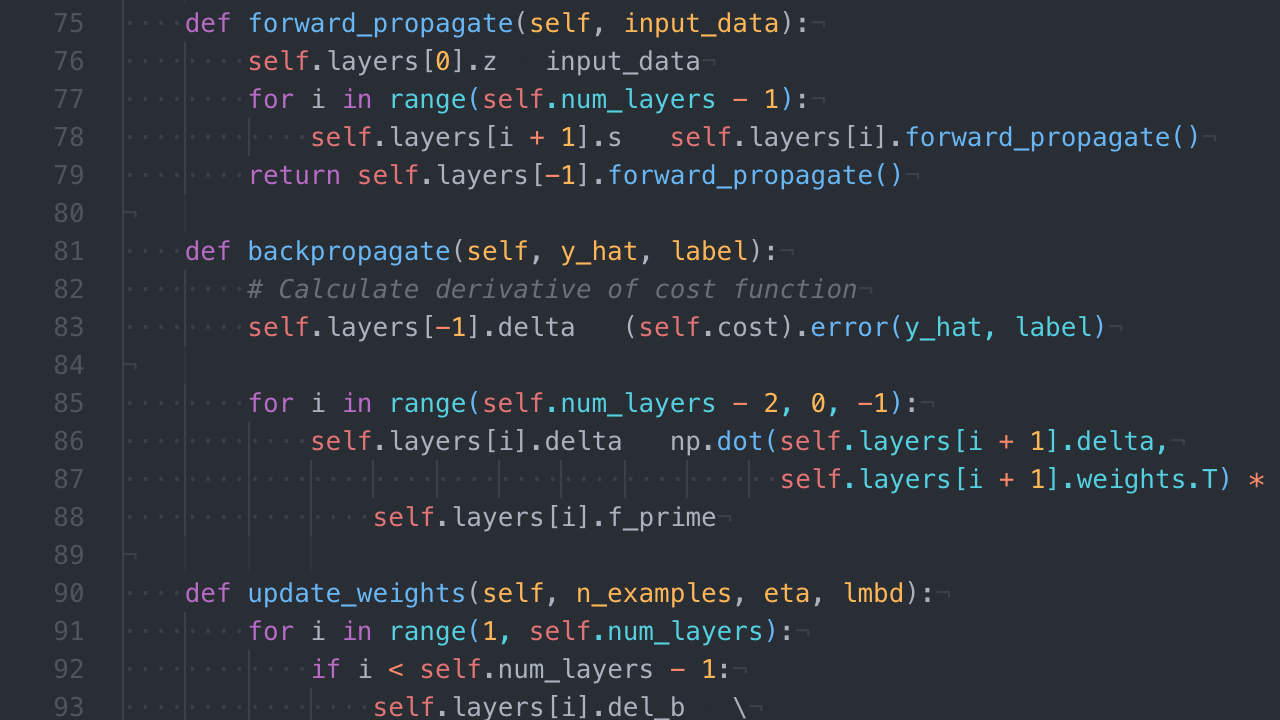 75 def forward_propagate(self, input_data):¬
76 self.layers[0].z   input_data¬
77 for i in range(self.num_layers - 1):¬
78 self.layers[i + 1].s   self.layers[i].forward_propagate()¬
79 return self.layers[-1].forward_propagate()¬
80 ¬
81 def backpropagate(self, y_hat, label):¬
82 # Calculate derivative of cost function¬
83 self.layers[-1].delta   (self.cost).error(y_hat, label)¬
84 ¬
85 for i in range(self.num_layers - 2, 0, -1):¬
86 self.layers[i].delta   np.dot(self.layers[i + 1].delta,¬
87 self.layers[i + 1].weights.T) *
88 self.layers[i].f_prime¬
89 ¬
90 def update_weights(self, n_examples, eta, lmbd):¬
91 for i in range(1, self.num_layers):¬
92 if i < self.num_layers - 1:¬
93 self.layers[i].del_b   \¬